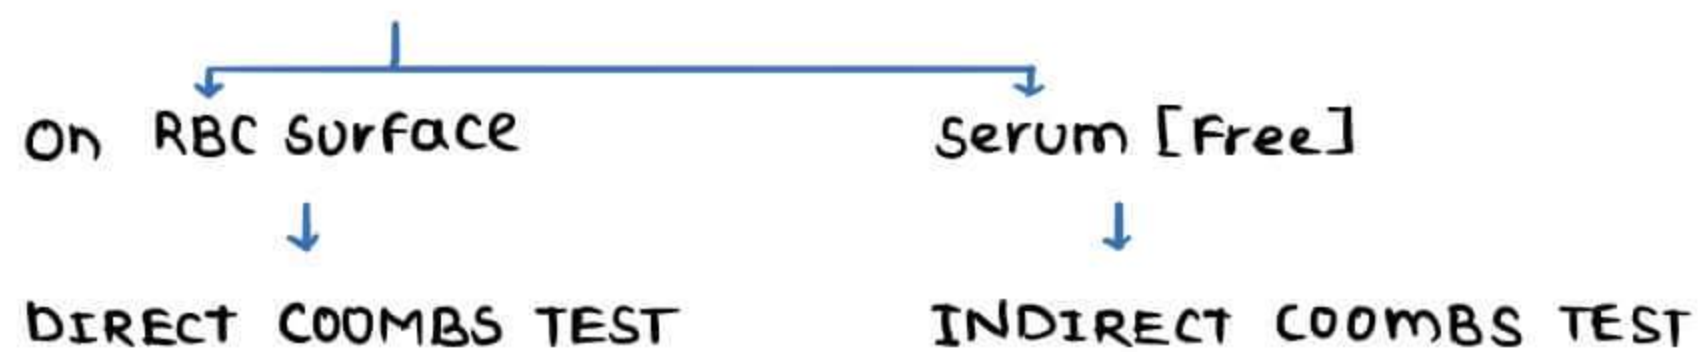 On RBC surface
Serum [Free]
DIRECT COOMBS TEST
INDIRECT COOMBS TEST